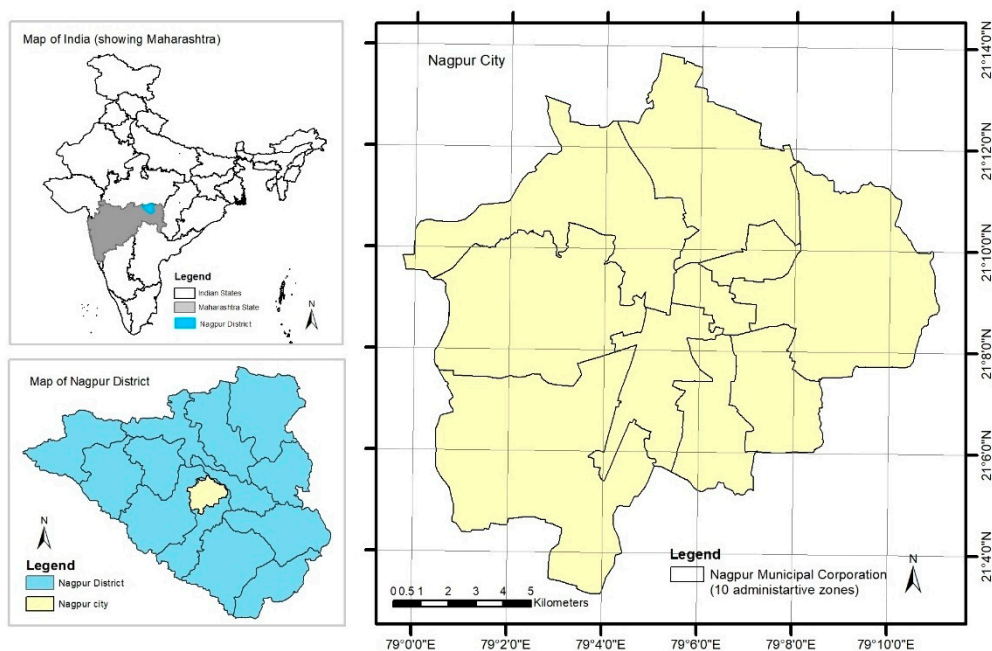 Map of India (showing Maharashtra)
Legend
Indian States
Maharashtra State
Nagpur District
N
Map of Nagpur District
N
Legend
Nagpur District
Nagpur city
Nagpur City
Legend
Nagpur Municipal Corporation
(10 administartive zones)
N
0 0.5 1 2 3 4 5
Kilometers
21°14'0"N
21°12'0"N
21°10'0"N
21°8'0"N
21°6'0"N
21°4'0"N
79°0'0"E 79°2'0"E 79°4'0"E 79°6'0"E 79°8'0"E 79°10'0"E